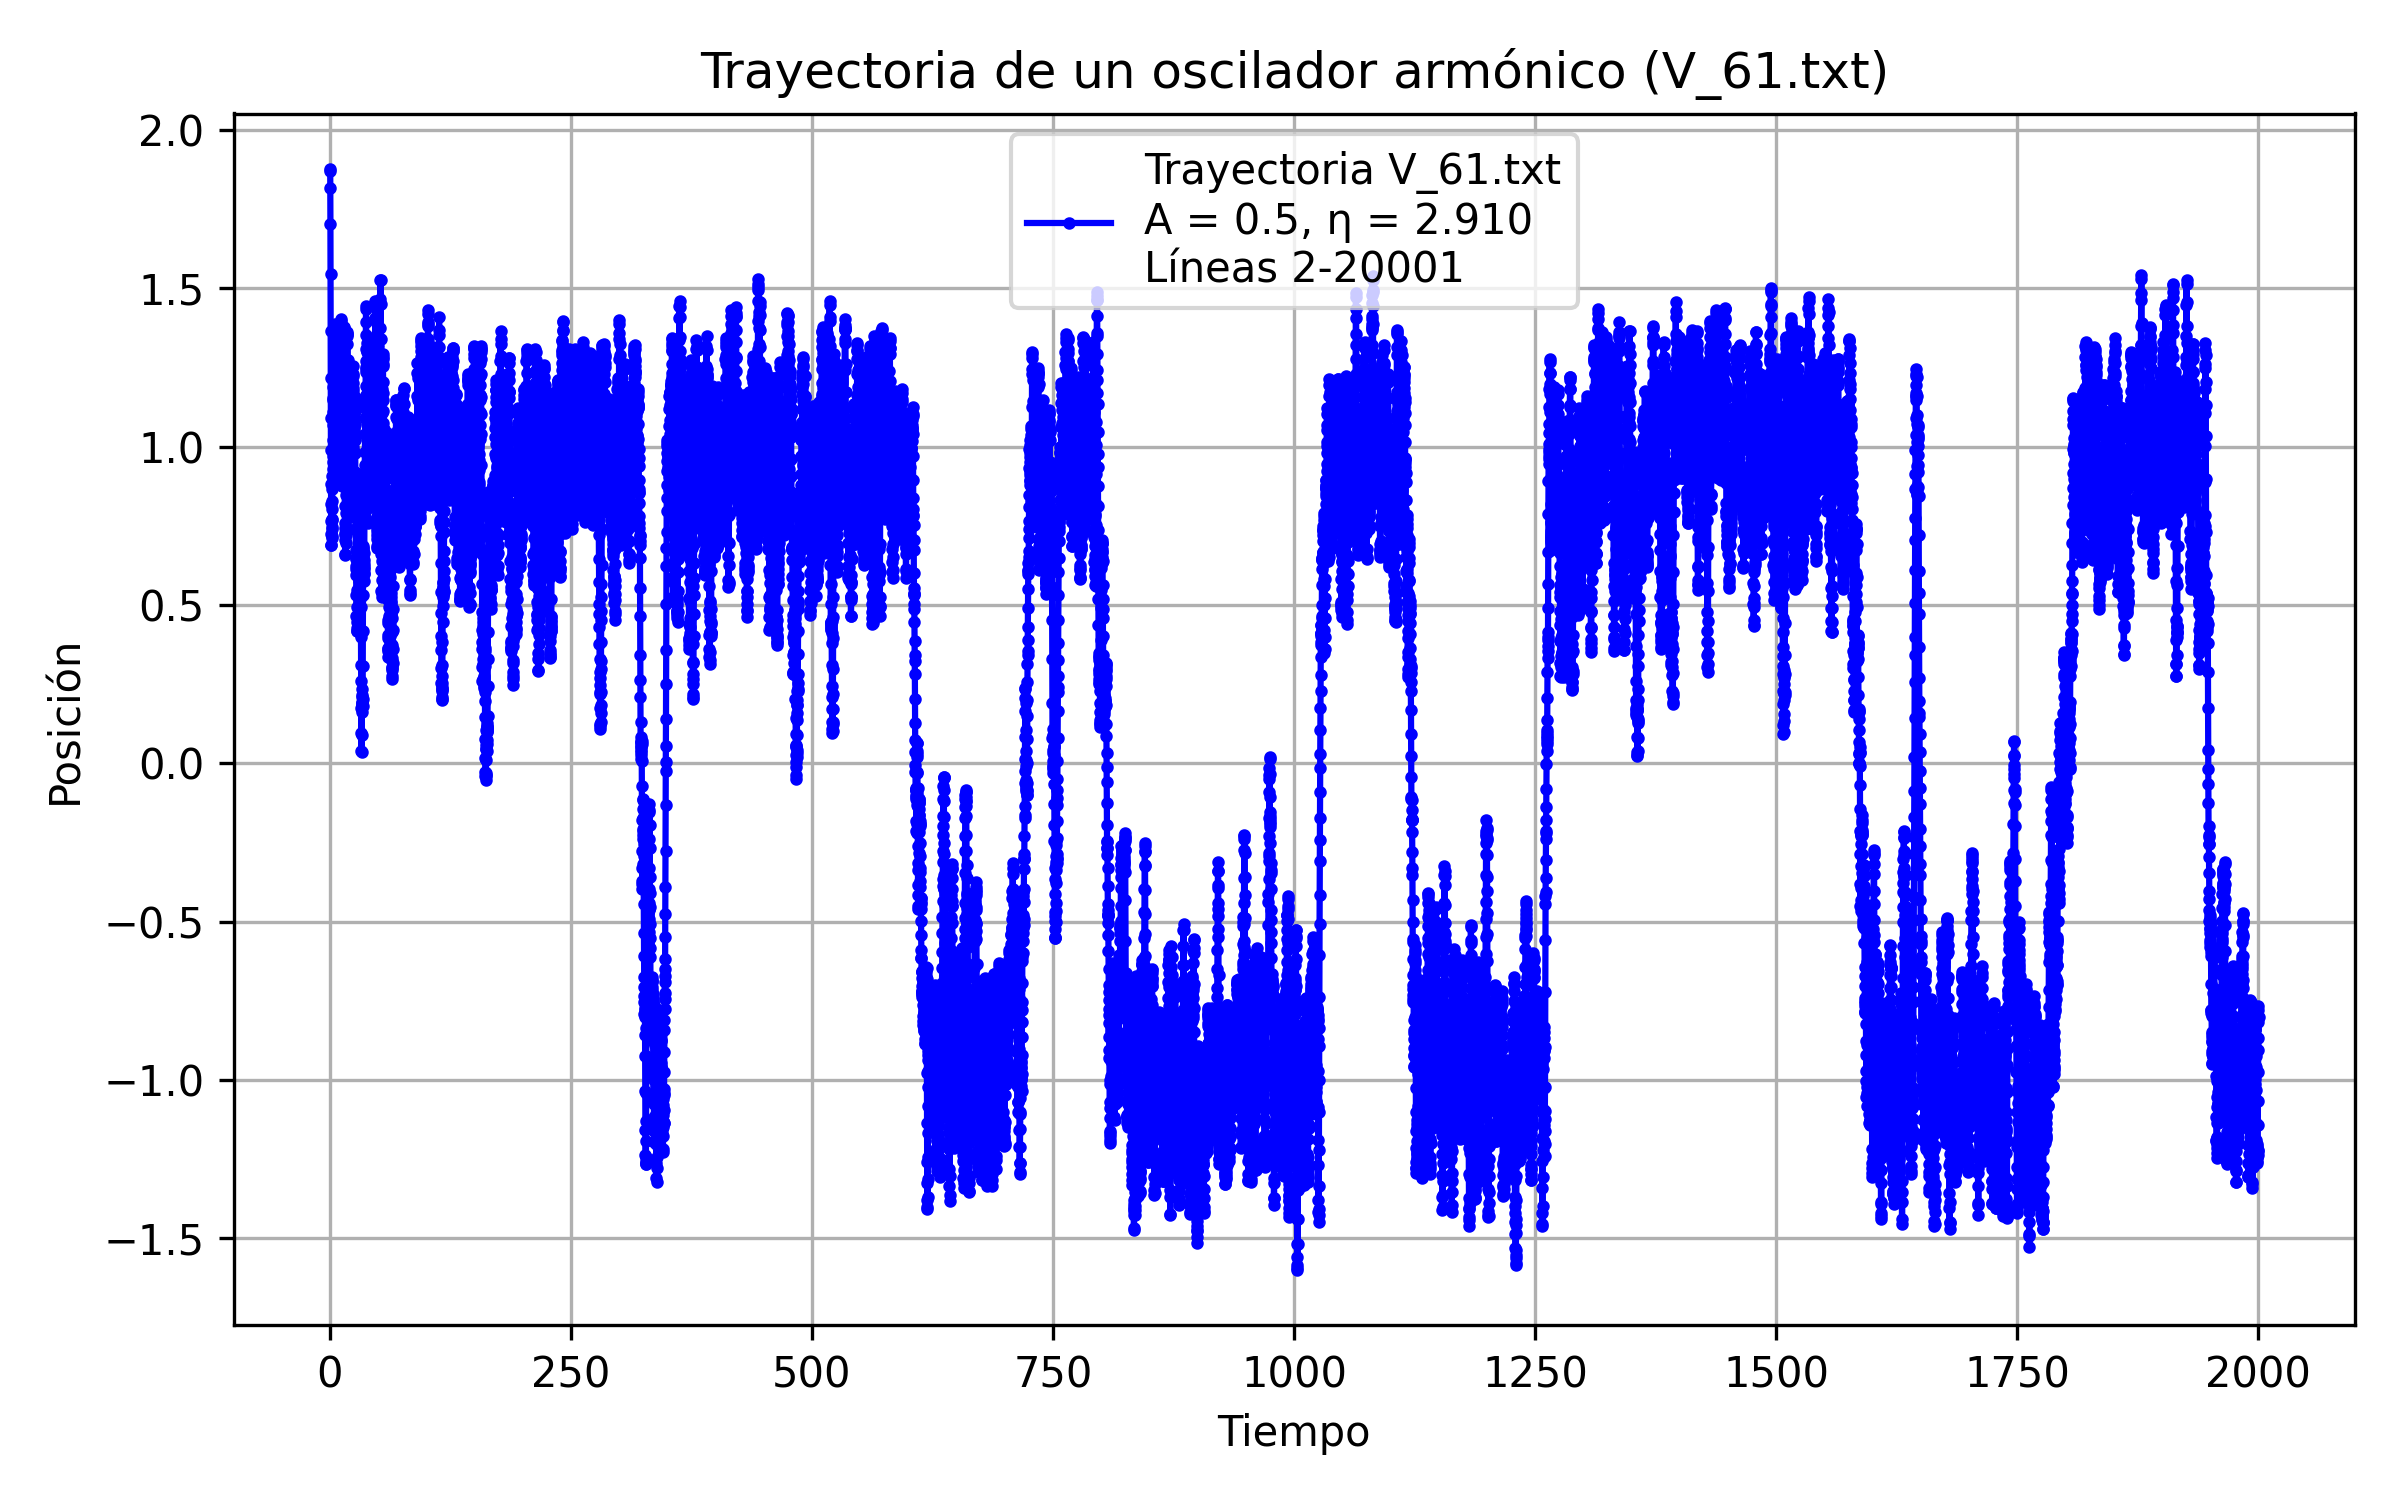 Trayectoria de un oscilador armónico (V_61.txt)
Trayectoria V_61.txt
A = 0.5, η = 2.910
Líneas 2-20001
2.0
1.5
1.0
0.5
0.0
−0.5
−1.0
−1.5
Posición
0 250 500 750 1000 1250 1500 1750 2000
Tiempo